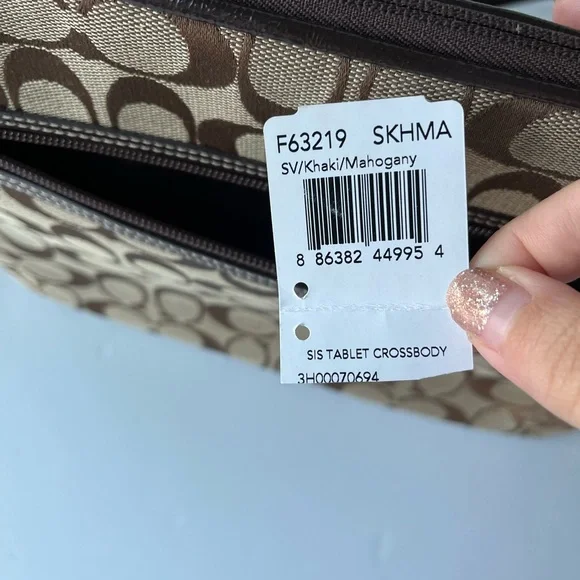 F63219 SKHMA
SV/Khaki/Mahogany
8 86382 44995 4
SIS TABLET CROSSBODY
3H00070694